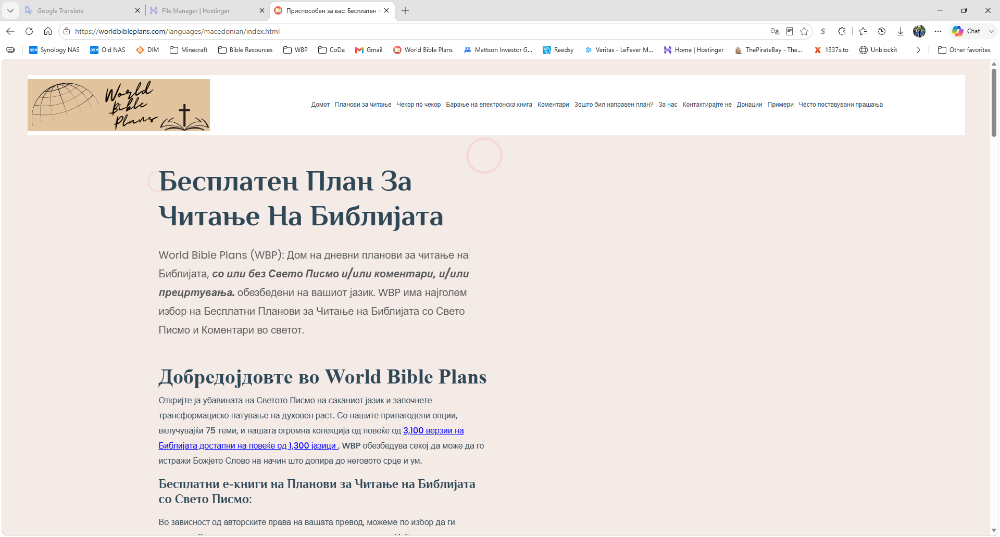 Google Translate
File Manager | Hostinger
Приспособен за вас: Бесплатен п
https://worldbibleplans.com/languages/macedonian/index.html
Chat
Synology NAS
Old NAS
DIM
Minecraft
Bible Resources
WBP
CoDa
Gmail
World Bible Plans
Mattson Investor G...
Reedsy
Veritas - LeFever M...
Home | Hostinger
ThePirateBay - The...
1337x.to
Unblockit
Other favorites
World
Bible
Plans
Домот Планови за читање Чекор по чекор Барање на електронска книга Коментари Зошто бил направен план? За нас Контактирајте не Донации Примери Често поставувани прашања
Бесплатен План За
Читање На Библијата
World Bible Plans (WBP): Дом на дневни планови за читање на
Библијата, со или без Свето Писмо и/или коментари, и/или
прецртувања. обезбедени на вашиот јазик. WBP има најголем
избор на Бесплатни Планови за Читање на Библијата со Свето
Писмо и Коментари во светот.
Добредојдовте во World Bible Plans
Откријте ја убавината на Светото Писмо на саканиот јазик и започнете
трансформациско патување на духовен раст. Со нашите прилагодени опции,
вклучувајќи 75 теми, и нашата огромна колекција од повеќе од 3,100 верзии на
Библијата достапни на повеќе од 1,300 јазици , WBP обезбедува секој да може да го
истражи Божјето Слово на начин што допира до неговото срце и ум.
Бесплатни е-книги на Планови за Читање на Библијата
со Свето Писмо:
Во зависност од авторските права на вашата превод, можеме по избор да ги